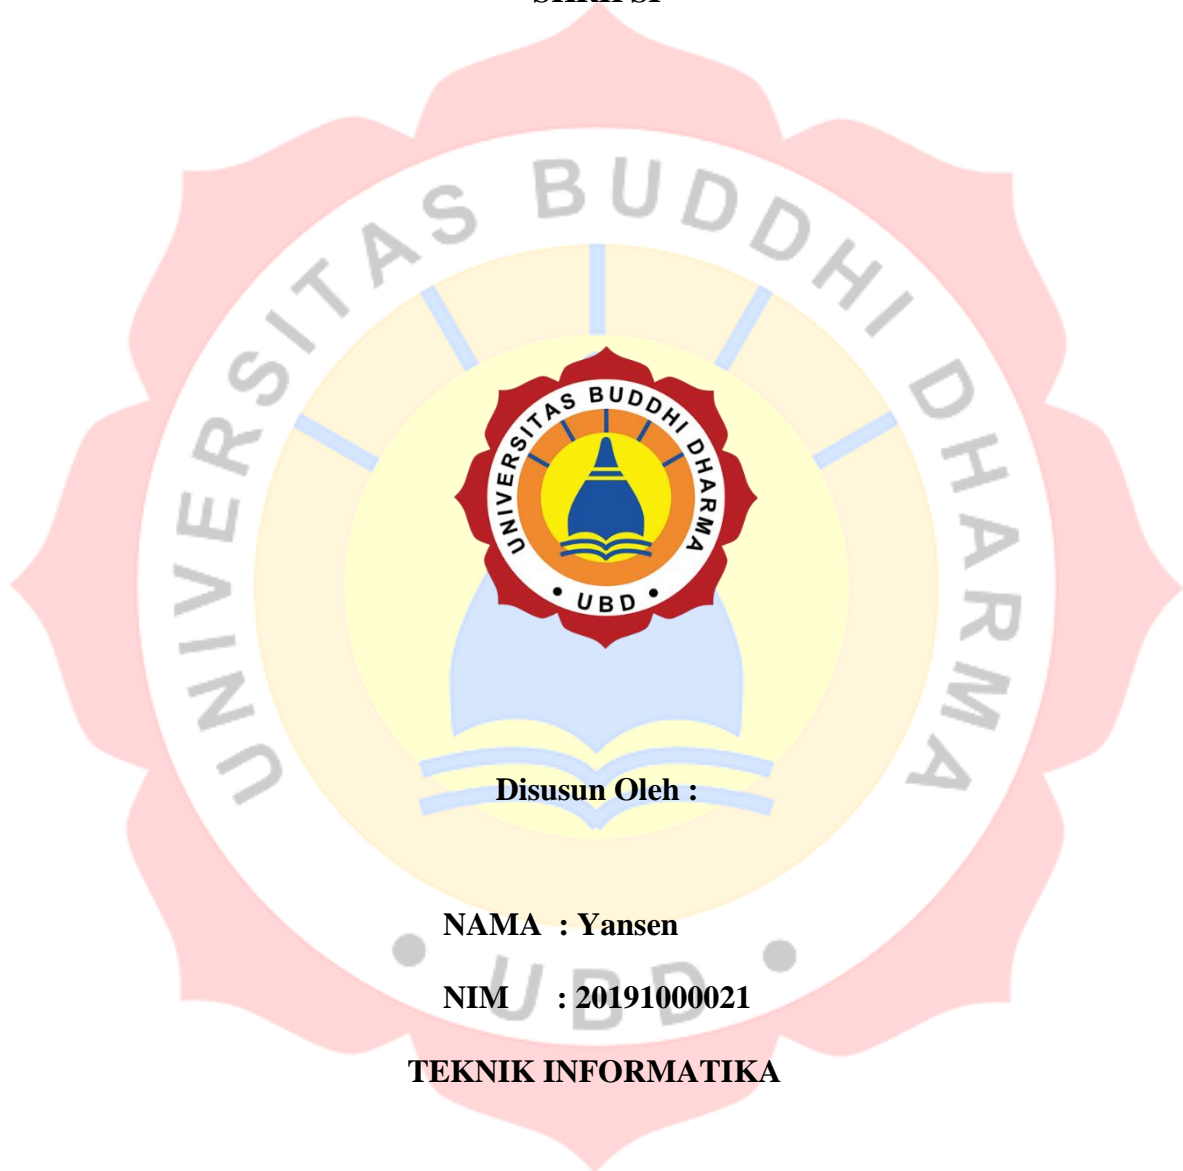 UNIVERSITAS BUDDHI DHARMA
• UBD •
UNIVERSITAS BUDDHI DHARMA
• UBD •
Disusun Oleh :
NAMA : Yansen
NIM : 20191000021
TEKNIK INFORMATIKA